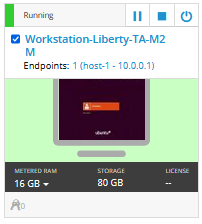 Running
Workstation-Liberty-TA-M2
M
Endpoints: 1 (host-1 - 10.0.0.1)
ubuntu
METERED RAM STORAGE LICENSE
16 GB 80 GB --
0